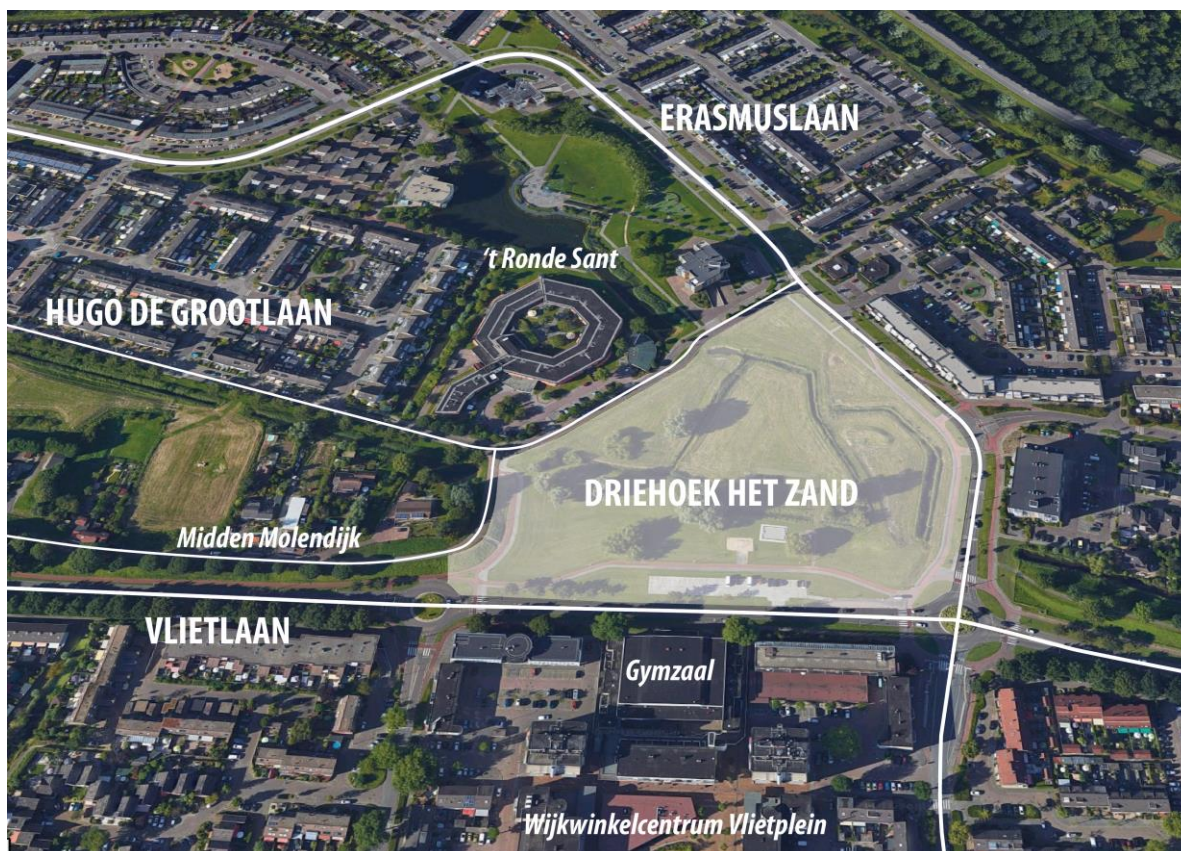 ERASMUSLAAN
‘t Ronde Sant
HUGO DE GROOTLAAN
DRIEHOEK HET ZAND
Midden Molendijk
VLIETLAAN
Gymzaal
Wijkwinkelcentrum Vlietplein